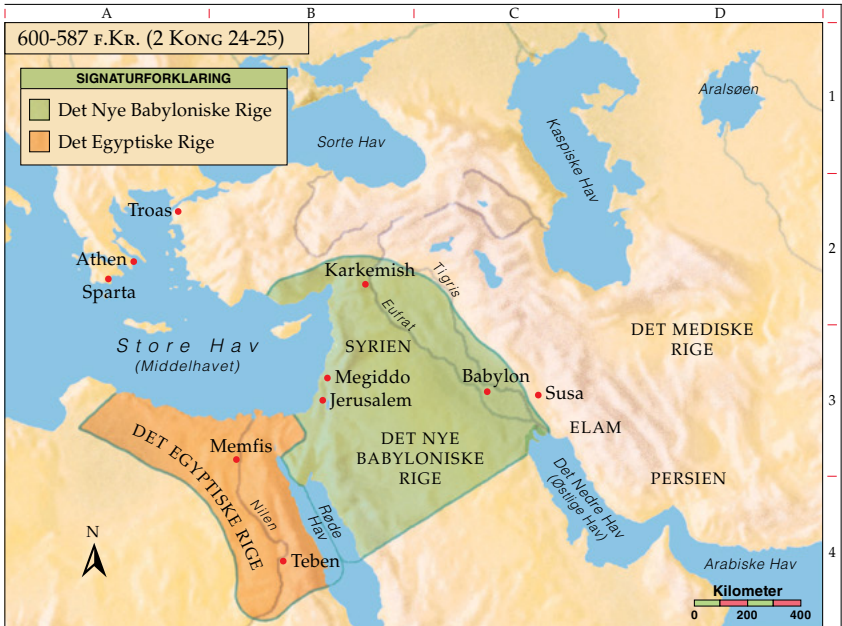 A B C D
600-587 F.KR. (2 KONG 24-25)
SIGNATURFORKLARING
Det Nye Babyloniske Rige
Det Egyptiske Rige
1
Aralsøen
Sorte Hav
Kaspiske Hav
Troas
2
Athen
Sparta
Karkemish
Tigris
Eufrat
DET MEDISKE
RIGE
Store Hav
(Middelhavet)
SYRIEN
Megiddo
Jerusalem
Babylon
Susa
3
ELAM
DET EGYPTISKE RIGE
Memfis
DET NYE
BABYLONISKE
RIGE
Det Nedre Hav
(Østlige Hav)
PERSIEN
Nilen
Røde
Hav
N
Teben
4
Arabiske Hav
Kilometer
0 200 400